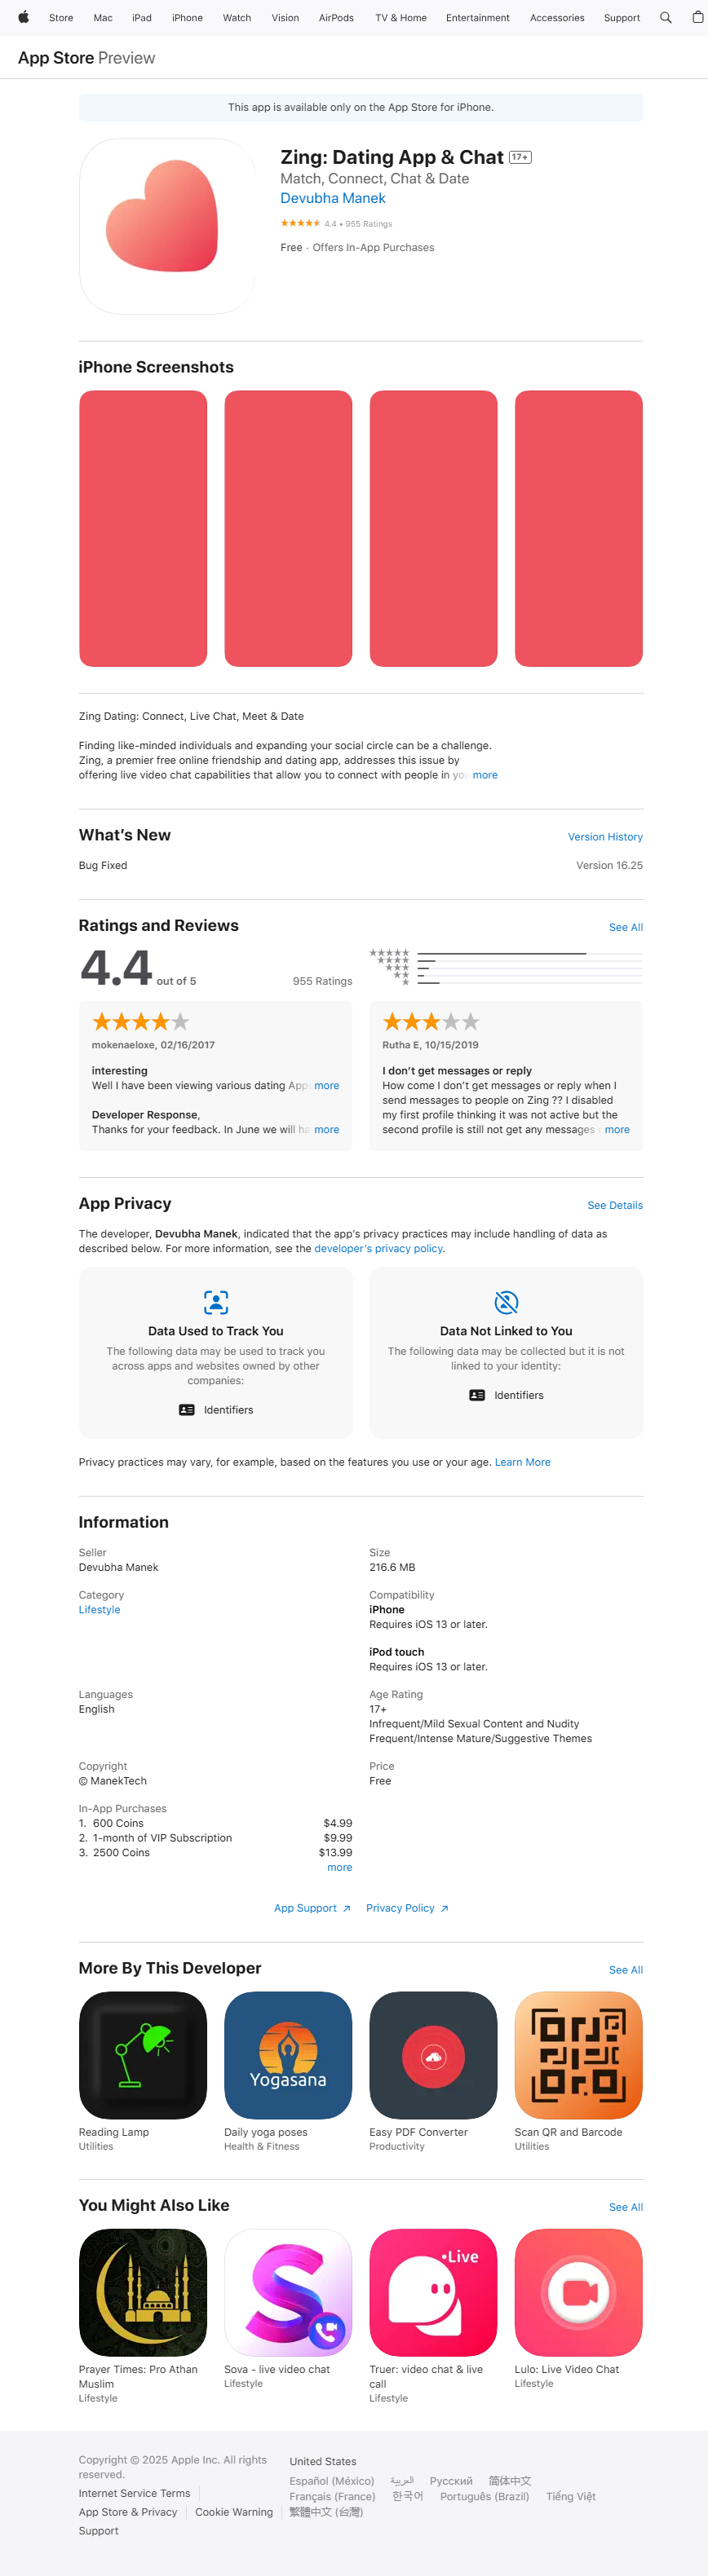 Store Mac iPad iPhone Watch Vision AirPods TV & Home Entertainment Accessories Support
App Store Preview
This app is available only on the App Store for iPhone.
Zing: Dating App & Chat 17+
Match, Connect, Chat & Date
Devubha Manek
4.4 • 955 Ratings
Free · Offers In-App Purchases
iPhone Screenshots
Zing Dating: Connect, Live Chat, Meet & Date
Finding like-minded individuals and expanding your social circle can be a challenge.
Zing, a premier free online friendship and dating app, addresses this issue by
offering live video chat capabilities that allow you to connect with people in you more
What's New
Version History
Bug Fixed
Version 16.25
Ratings and Reviews
See All
4.4 out of 5
955 Ratings
mokenaeloxe, 02/16/2017
interesting
Well I have been viewing various dating App more
Developer Response,
Thanks for your feedback. In June we will ha more
Rutha E, 10/15/2019
I don't get messages or reply
How come I don't get messages or reply when I
send messages to people on Zing ?? I disabled
my first profile thinking it was not active but the
second profile is still not get any messages more
App Privacy
See Details
The developer, Devubha Manek, indicated that the app's privacy practices may include handling of data as
described below. For more information, see the developer's privacy policy.
Data Used to Track You
The following data may be used to track you
across apps and websites owned by other
companies:
Identifiers
Data Not Linked to You
The following data may be collected but it is not
linked to your identity:
Identifiers
Privacy practices may vary, for example, based on the features you use or your age. Learn More
Information
Seller
Devubha Manek
Size
216.6 MB
Category
Lifestyle
Compatibility
iPhone
Requires iOS 13 or later.
iPod touch
Requires iOS 13 or later.
Languages
English
Age Rating
17+
Infrequent/Mild Sexual Content and Nudity
Frequent/Intense Mature/Suggestive Themes
Copyright
© ManekTech
Price
Free
In-App Purchases
1. 600 Coins $4.99
2. 1-month of VIP Subscription $9.99
3. 2500 Coins $13.99
more
App Support Privacy Policy
More By This Developer
See All
Yogasana
Reading Lamp
Utilities
Daily yoga poses
Health & Fitness
Easy PDF Converter
Productivity
Scan QR and Barcode
Utilities
You Might Also Like
See All
•Live
Prayer Times: Pro Athan
Muslim
Lifestyle
Sova - live video chat
Lifestyle
Truer: video chat & live
call
Lifestyle
Lulo: Live Video Chat
Lifestyle
Copyright © 2025 Apple Inc. All rights
reserved.
Internet Service Terms
App Store & Privacy Cookie Warning
Support
United States
Español (México) العربية Русский 简体中文
Français (France) 한국어 Português (Brazil) Tiếng Việt
繁體中文 (台灣)